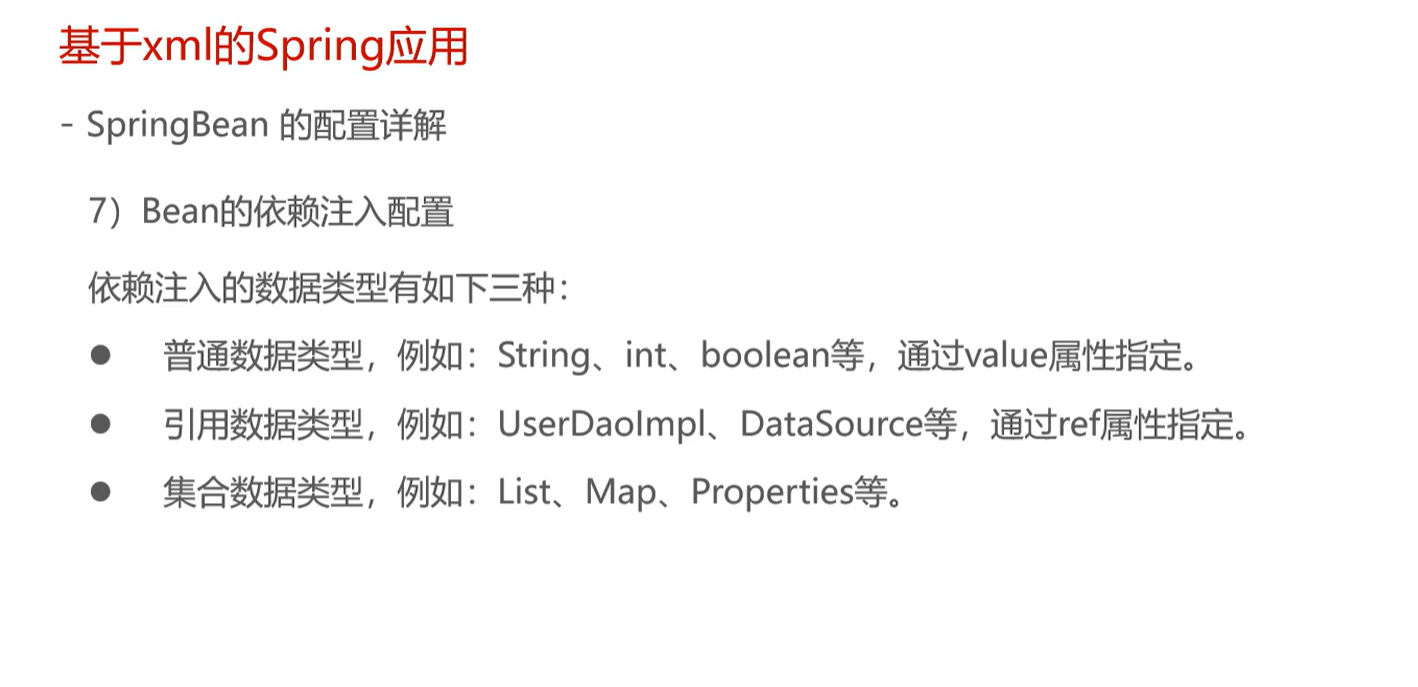 基于xml的Spring应用
- SpringBean 的配置详解
7）Bean的依赖注入配置
依赖注入的数据类型有如下三种：
● 普通数据类型，例如：String、int、boolean等，通过value属性指定。
● 引用数据类型，例如：UserDaoImpl、DataSource等，通过ref属性指定。
● 集合数据类型，例如：List、Map、Properties等。